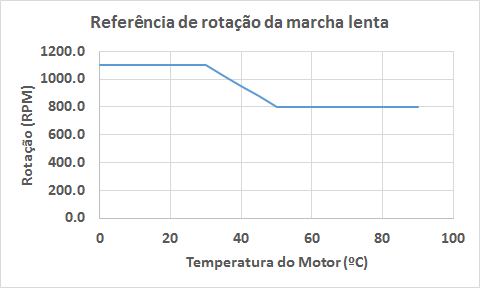 Referência de rotação da marcha lenta
1200.0
1000.0
800.0
600.0
400.0
200.0
0.0
Rotação (RPM)
0 20 40 60 80 100
Temperatura do Motor (ºC)